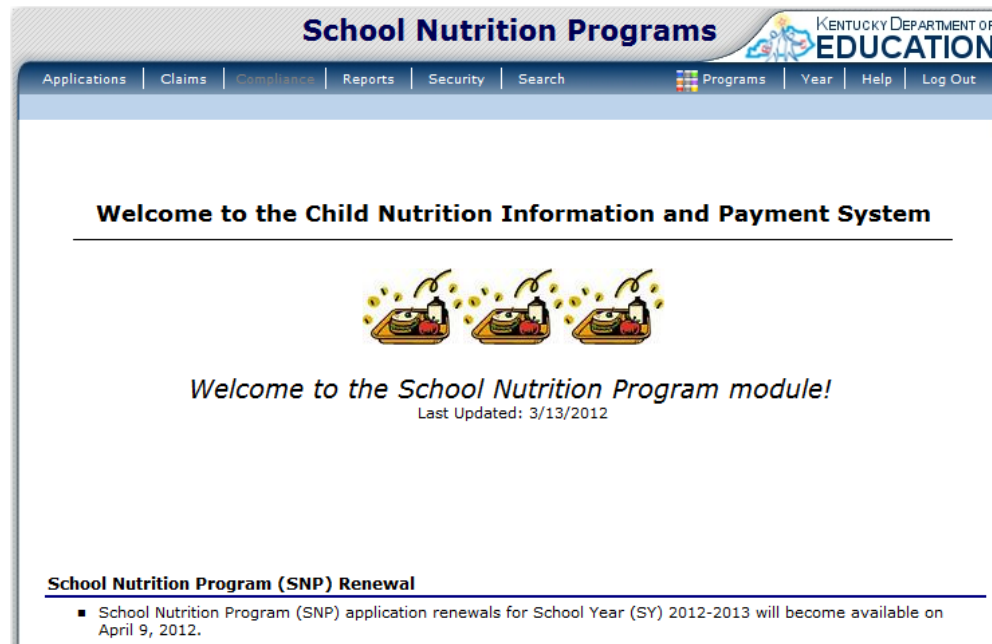 School Nutrition Programs
KENTUCKY DEPARTMENT OF
EDUCATION
Applications Claims Compliance Reports Security Search Programs Year Help Log Out
Welcome to the Child Nutrition Information and Payment System
Welcome to the School Nutrition Program module!
Last Updated: 3/13/2012
School Nutrition Program (SNP) Renewal
■ School Nutrition Program (SNP) application renewals for School Year (SY) 2012-2013 will become available on
April 9, 2012.